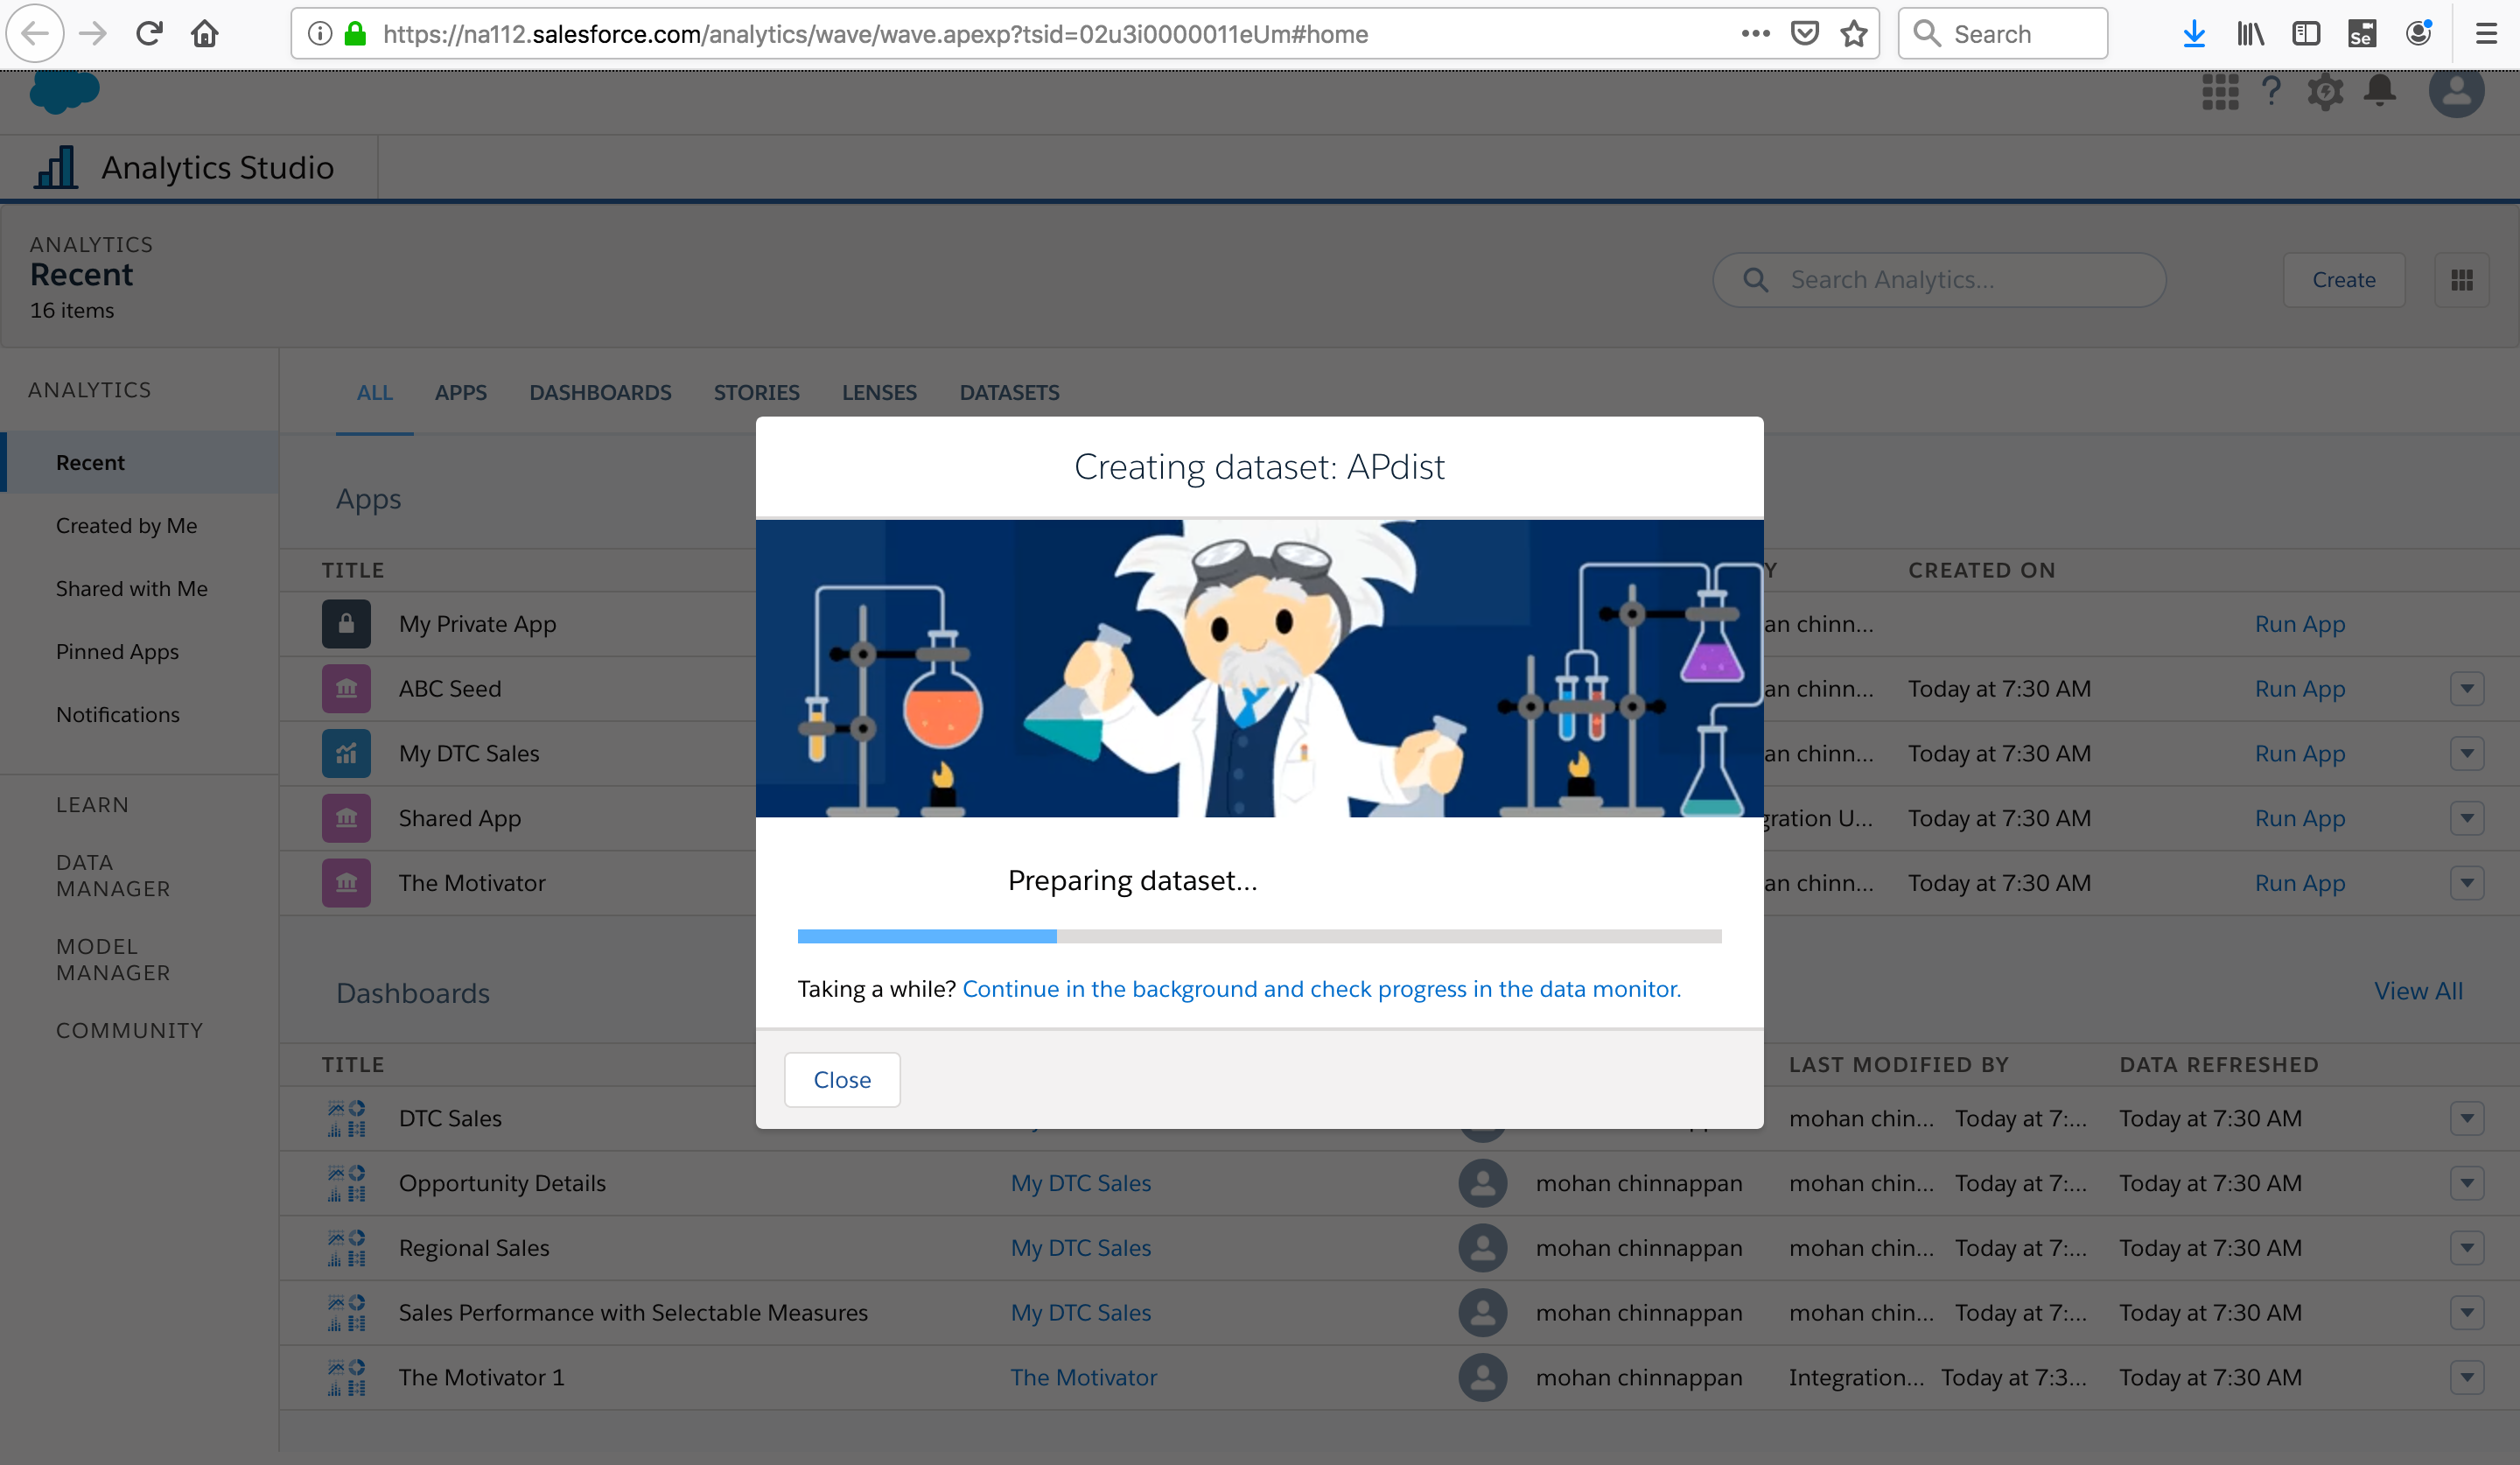 https://na112.salesforce.com/analytics/wave/wave.apexp?tsid=02u3i0000011eUm#home
Search
Se
Analytics Studio
ANALYTICS
Recent
16 items
Search Analytics...
Create
ANALYTICS
Recent
Created by Me
Shared with Me
Pinned Apps
Notifications
LEARN
DATA
MANAGER
MODEL
MANAGER
COMMUNITY
ALL APPS DASHBOARDS STORIES LENSES DATASETS
Apps
TITLE Y CREATED ON
My Private App an chinn... Run App
ABC Seed an chinn... Today at 7:30 AM Run App
My DTC Sales an chinn... Today at 7:30 AM Run App
Shared App gration U... Today at 7:30 AM Run App
The Motivator an chinn... Today at 7:30 AM Run App
Creating dataset: APdist
Preparing dataset...
Taking a while? Continue in the background and check progress in the data monitor.
Close
Dashboards View All
TITLE LAST MODIFIED BY DATA REFRESHED
DTC Sales mohan chin... Today at 7:... Today at 7:30 AM
Opportunity Details My DTC Sales mohan chinnappan mohan chin... Today at 7:... Today at 7:30 AM
Regional Sales My DTC Sales mohan chinnappan mohan chin... Today at 7:... Today at 7:30 AM
Sales Performance with Selectable Measures My DTC Sales mohan chinnappan mohan chin... Today at 7:... Today at 7:30 AM
The Motivator 1 The Motivator mohan chinnappan Integration... Today at 7:3... Today at 7:30 AM